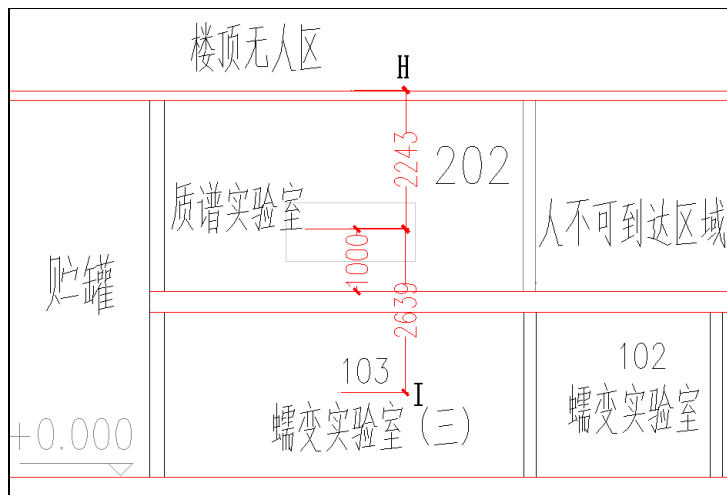 楼顶无人区
H
2243
202
质谱实验室
人不可到达区域
1000
贮罐
2639
103
102
I
蠕变实验室(三)
蠕变实验室
+0.000